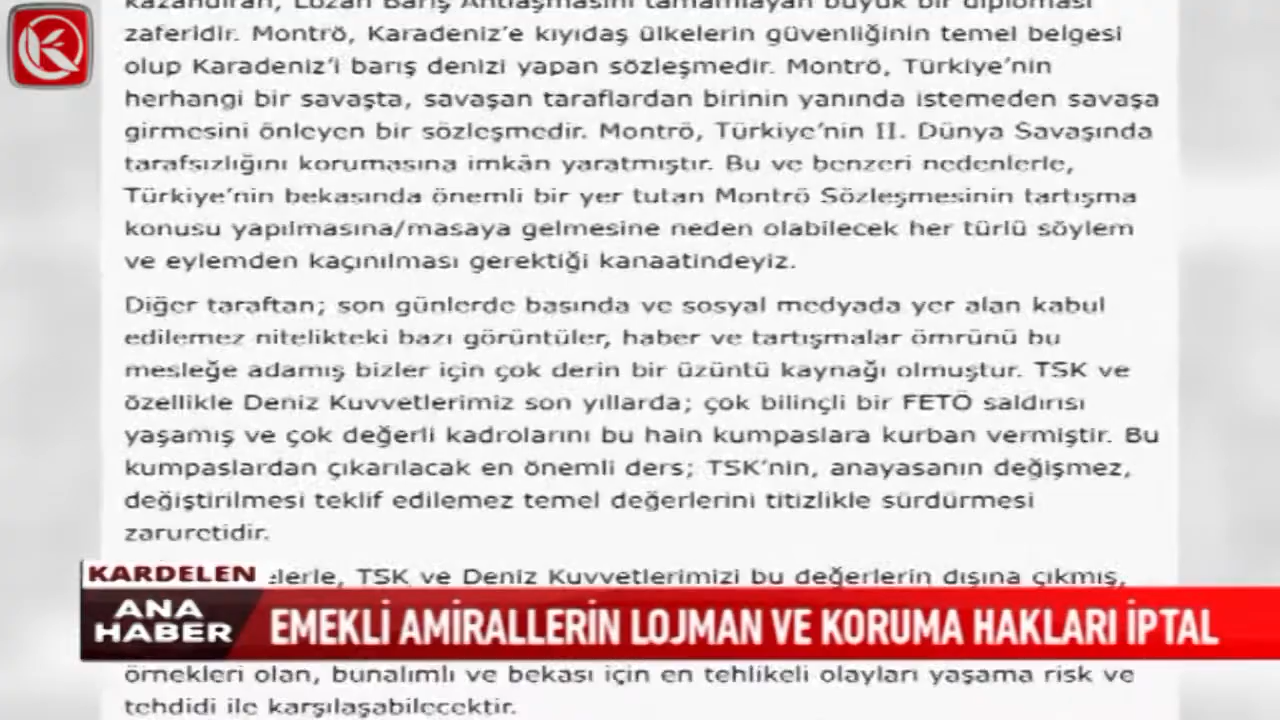 kazandıran, Lozan Barış Antlaşmasını tamamlayan büyük bir diplomasi
zaferidir. Montrö, Karadeniz'e kıyıdaş ülkelerin güvenliğinin temel belgesi
olup Karadeniz'i barış denizi yapan sözleşmedir. Montrö, Türkiye'nin
herhangi bir savaşta, savaşan taraflardan birinin yanında istemeden savaşa
girmesini önleyen bir sözleşmedir. Montrö, Türkiye'nin II. Dünya Savaşında
tarafsızlığını korumasına imkân yaratmıştır. Bu ve benzeri nedenlerle,
Türkiye'nin bekasında önemli bir yer tutan Montrö Sözleşmesinin tartışma
konusu yapılmasına/masaya gelmesine neden olabilecek her türlü söylem
ve eylemden kaçınılması gerektiği kanaatindeyiz.
Diğer taraftan; son günlerde basında ve sosyal medyada yer alan kabul
edilemez nitelikteki bazı görüntüler, haber ve tartışmalar ömrünü bu
mesleğe adamış bizler için çok derin bir üzüntü kaynağı olmuştur. TSK ve
özellikle Deniz Kuvvetlerimiz son yıllarda; çok bilinçli bir FETÖ saldırısı
yaşamış ve çok değerli kadrolarını bu hain kumpaslara kurban vermiştir. Bu
kumpaslardan çıkarılacak en önemli ders; TSK'nin, anayasanın değişmez,
değiştirilmesi teklif edilemez temel değerlerini titizlikle sürdürmesi
zaruretidir.
KARDELEN
lerle, TSK ve Deniz Kuvvetlerimizi bu değerlerin dışına çıkmış,
ANA
HABER
EMEKLİ AMİRALLERİN LOJMAN VE KORUMA HAKLARI İPTAL
örnekleri olan, bunalımlı ve bekası için en tehlikeli olayları yaşama risk ve
tehdidi ile karşılaşabilecektir.